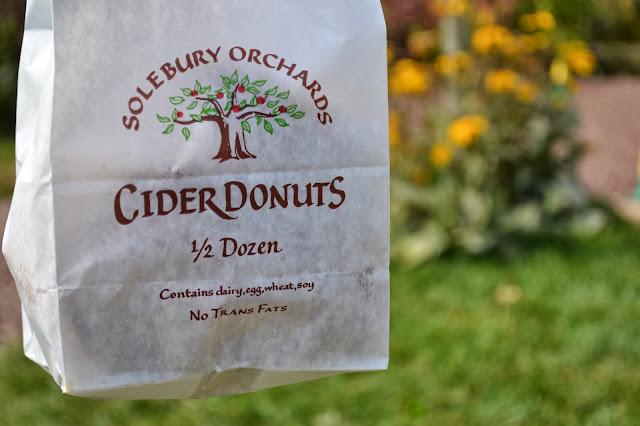 SOLEBURY ORCHARDS
CIDER DONUTS
½ DOZEN
Contains dairy,egg,wheat,soy
NO TRANS FATS